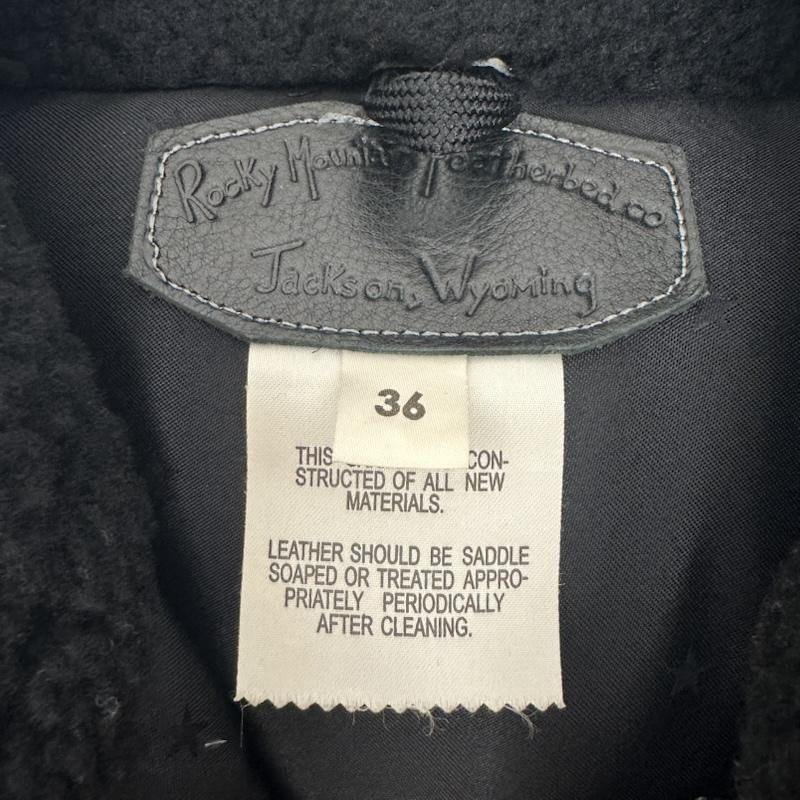 Rocky Mountain Featherbed co
Jackson, Wyoming
36
THIS CON-
STRUCTED OF ALL NEW
MATERIALS.
LEATHER SHOULD BE SADDLE
SOAPED OR TREATED APPRO-
PRIATELY PERIODICALLY
AFTER CLEANING.